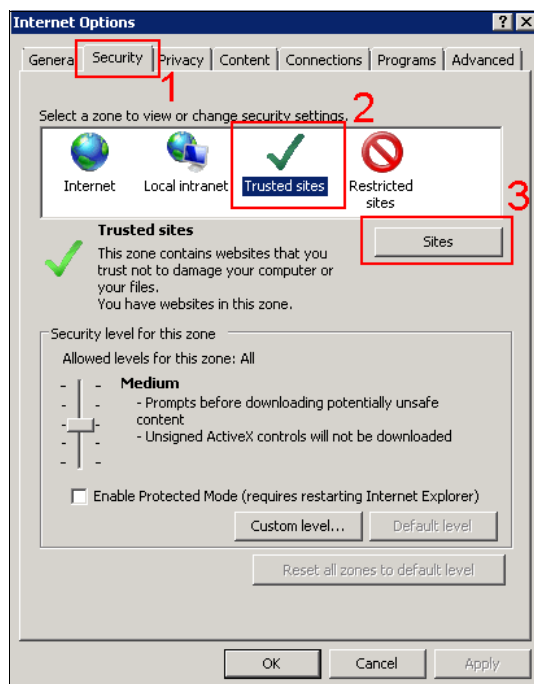 Internet Options
General Security Privacy Content Connections Programs Advanced
1
Select a zone to view or change security settings.
2
Internet Local intranet Trusted sites Restricted
sites
3
Trusted sites
Sites
This zone contains websites that you
trust not to damage your computer or
your files.
You have websites in this zone.
Security level for this zone
Allowed levels for this zone: All
Medium
- Prompts before downloading potentially unsafe
content
- Unsigned ActiveX controls will not be downloaded
Enable Protected Mode (requires restarting Internet Explorer)
Custom level... Default level
Reset all zones to default level
OK Cancel Apply